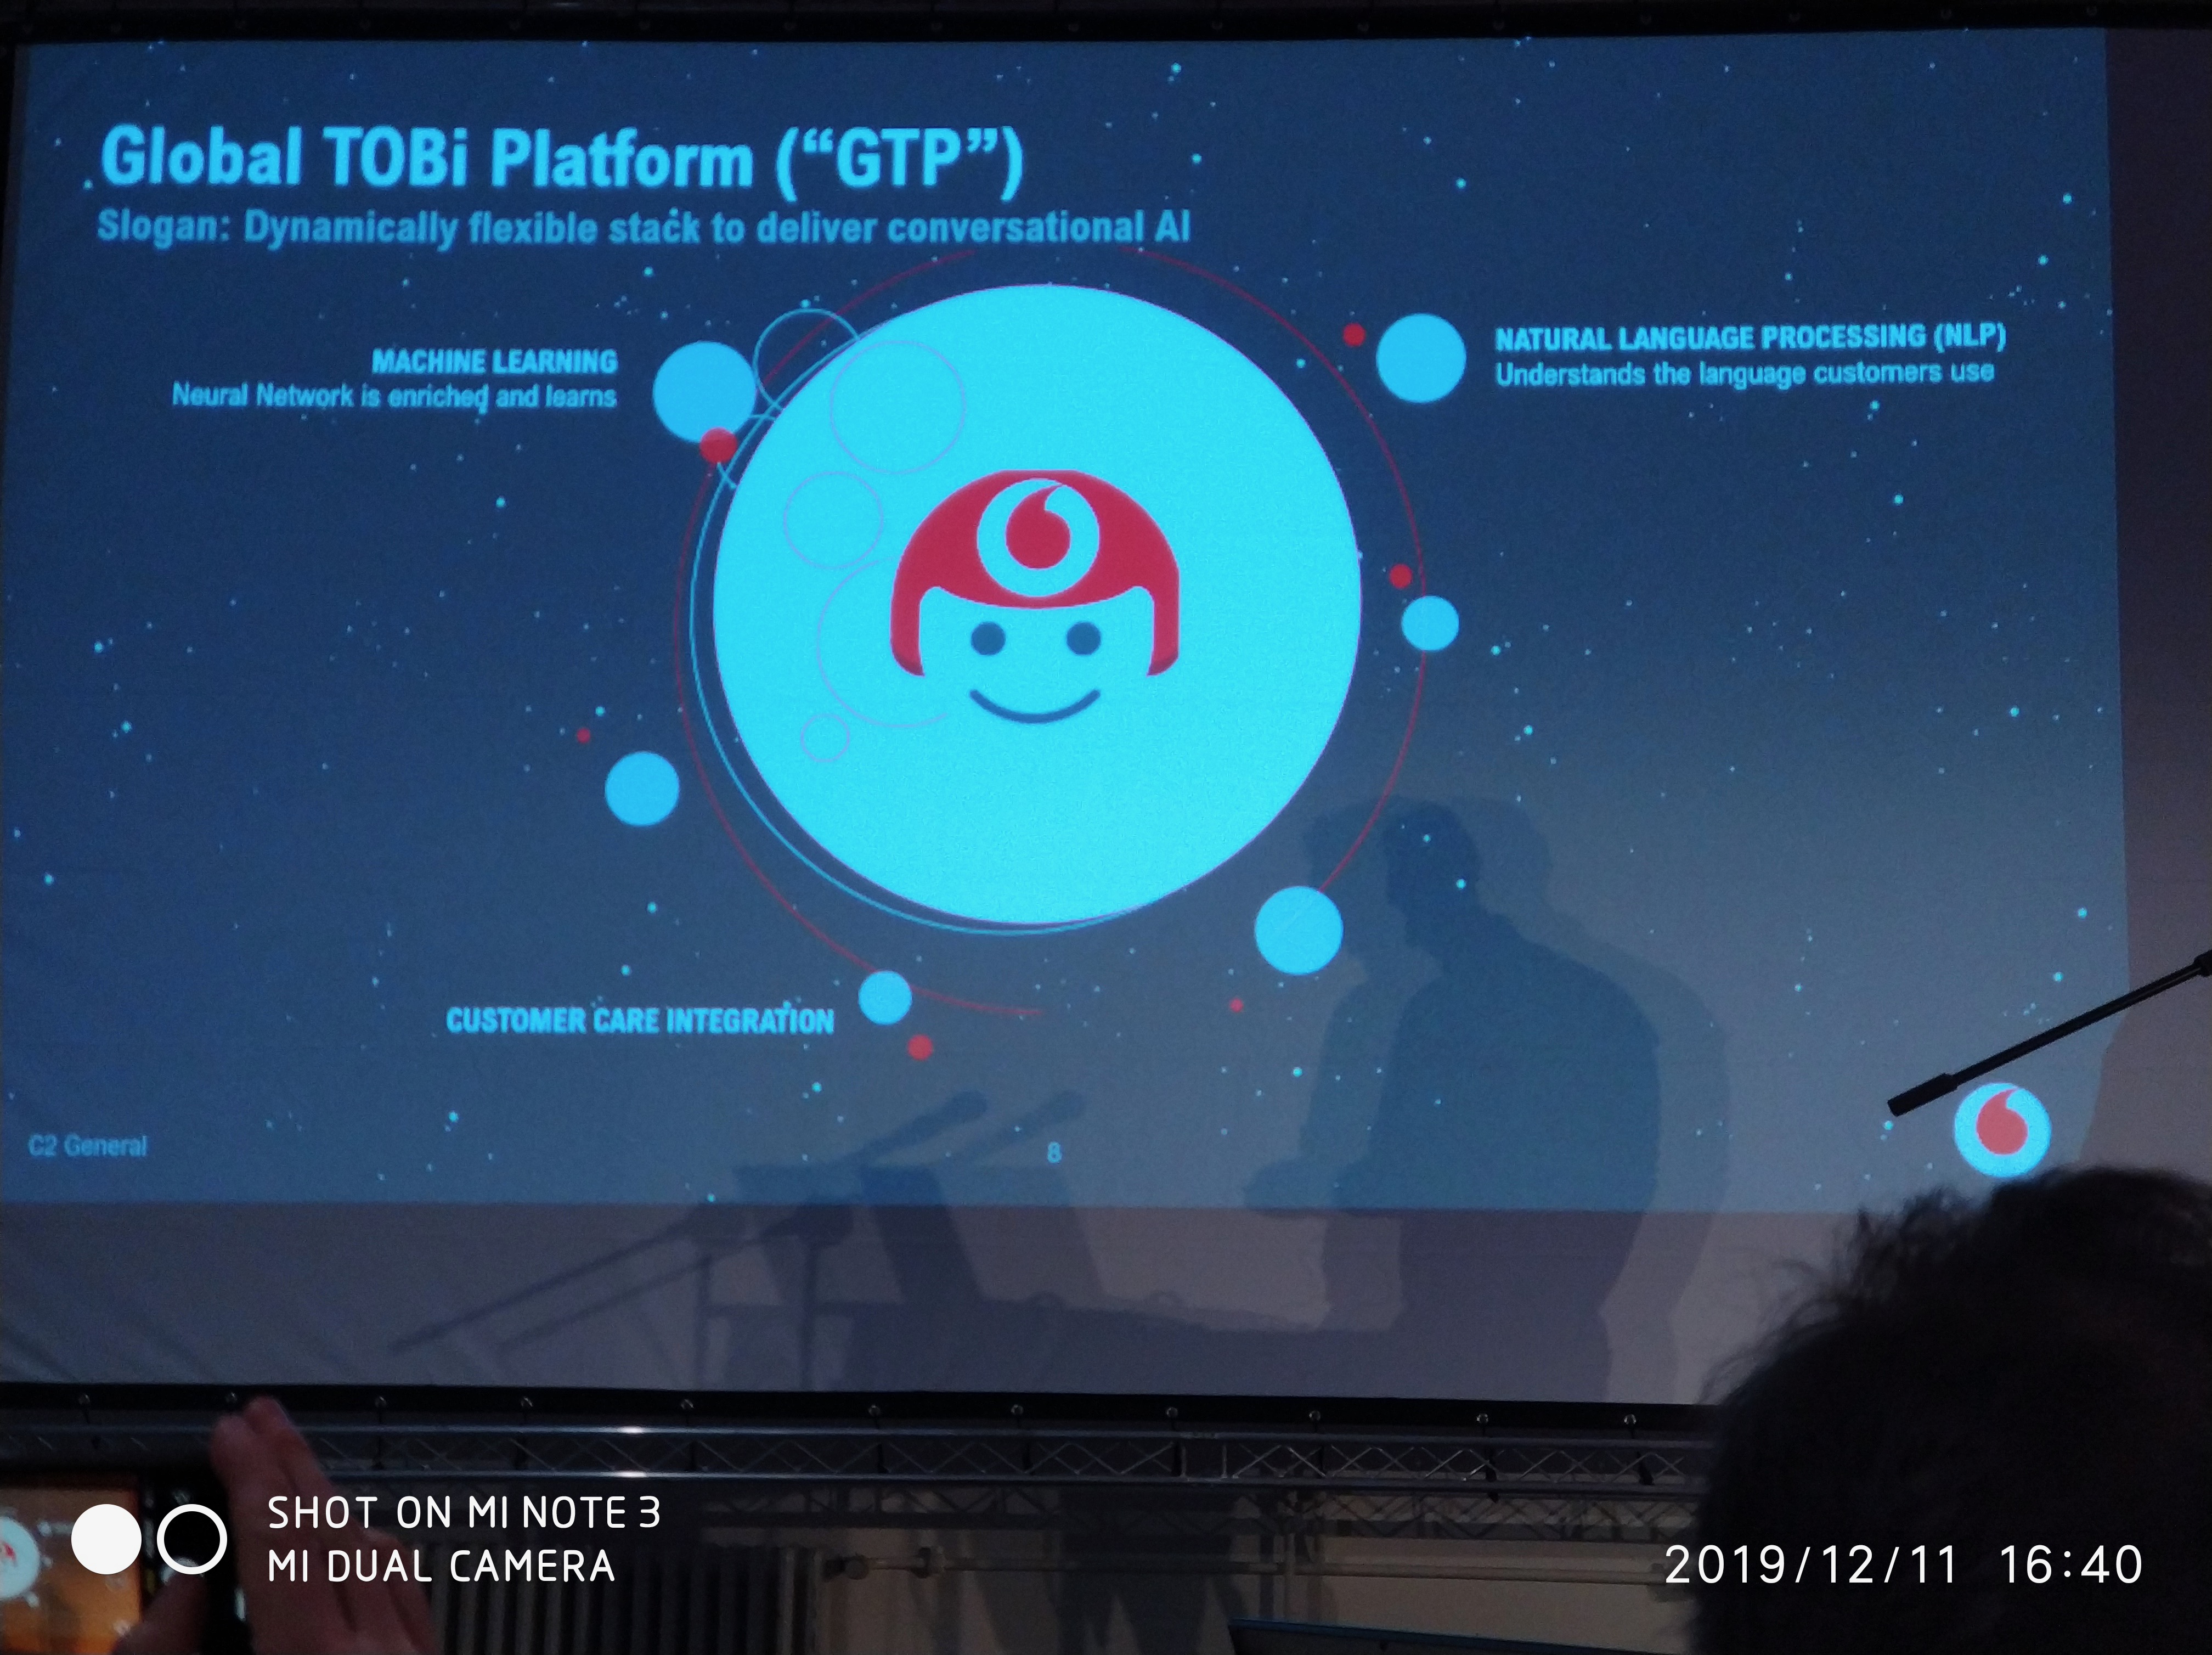 Global TOBi Platform (“GTP”)
Slogan: Dynamically flexible stack to deliver conversational AI
MACHINE LEARNING
Neural Network is enriched and learns
NATURAL LANGUAGE PROCESSING (NLP)
Understands the language customers use
CUSTOMER CARE INTEGRATION
C2 General
8
SHOT ON MI NOTE 3
MI DUAL CAMERA
2019/12/11 16:40